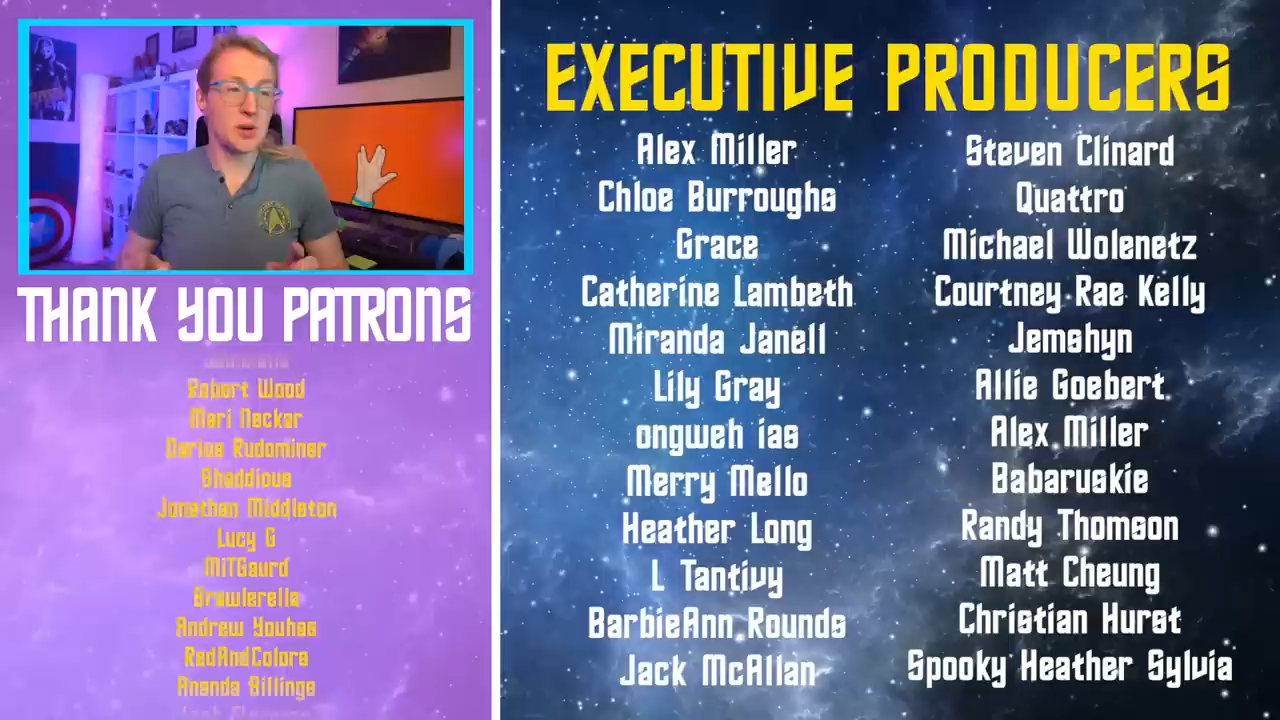 THANK YOU PATRONS
Robert Wood
Mari Neckar
Darius Rudominer
Shaddious
Jonathan Middleton
Lucy G
MiTGaurd
Brawlerella
Andrew Youhas
RedAndColors
Ananda Billings
EXECUTIVE PRODUCERS
Alex Miller
Chloe Burroughs
Grace
Catherine Lambeth
Miranda Janell
Lily Gray
ongweh ias
Merry Mello
Heather Long
L Tantivy
BarbieAnn Rounds
Jack McAllan
Steven Clinard
Quattro
Michael Wolenetz
Courtney Rae Kelly
Jemshyn
Allie Goebert
Alex Miller
Babaruskie
Randy Thomson
Matt Cheung
Christian Hurst
Spooky Heather Sylvia